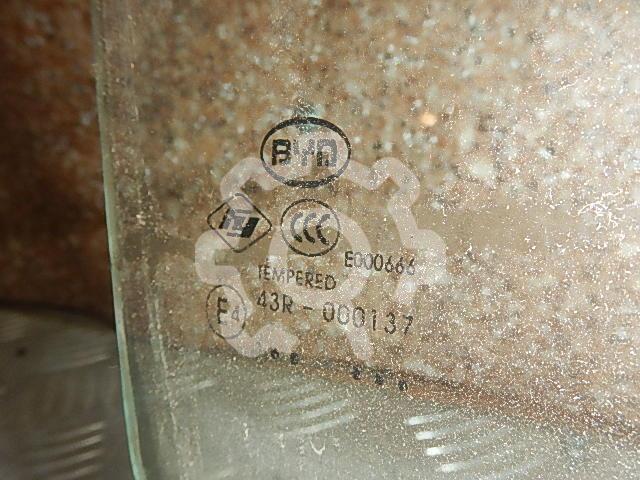 BYD
CCC
E000666
TEMPERED
E4 43R - 000137